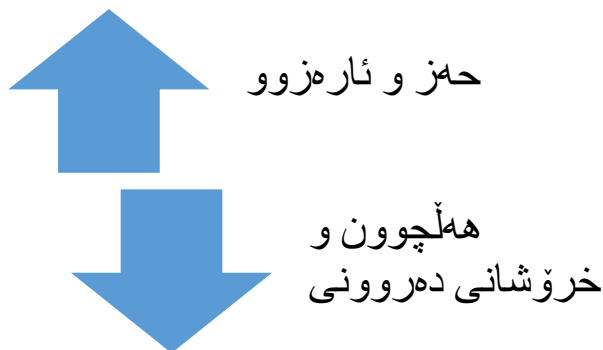 حەز و ئارەزوو
هەڵچوون و
خرۆشانی دەروونی